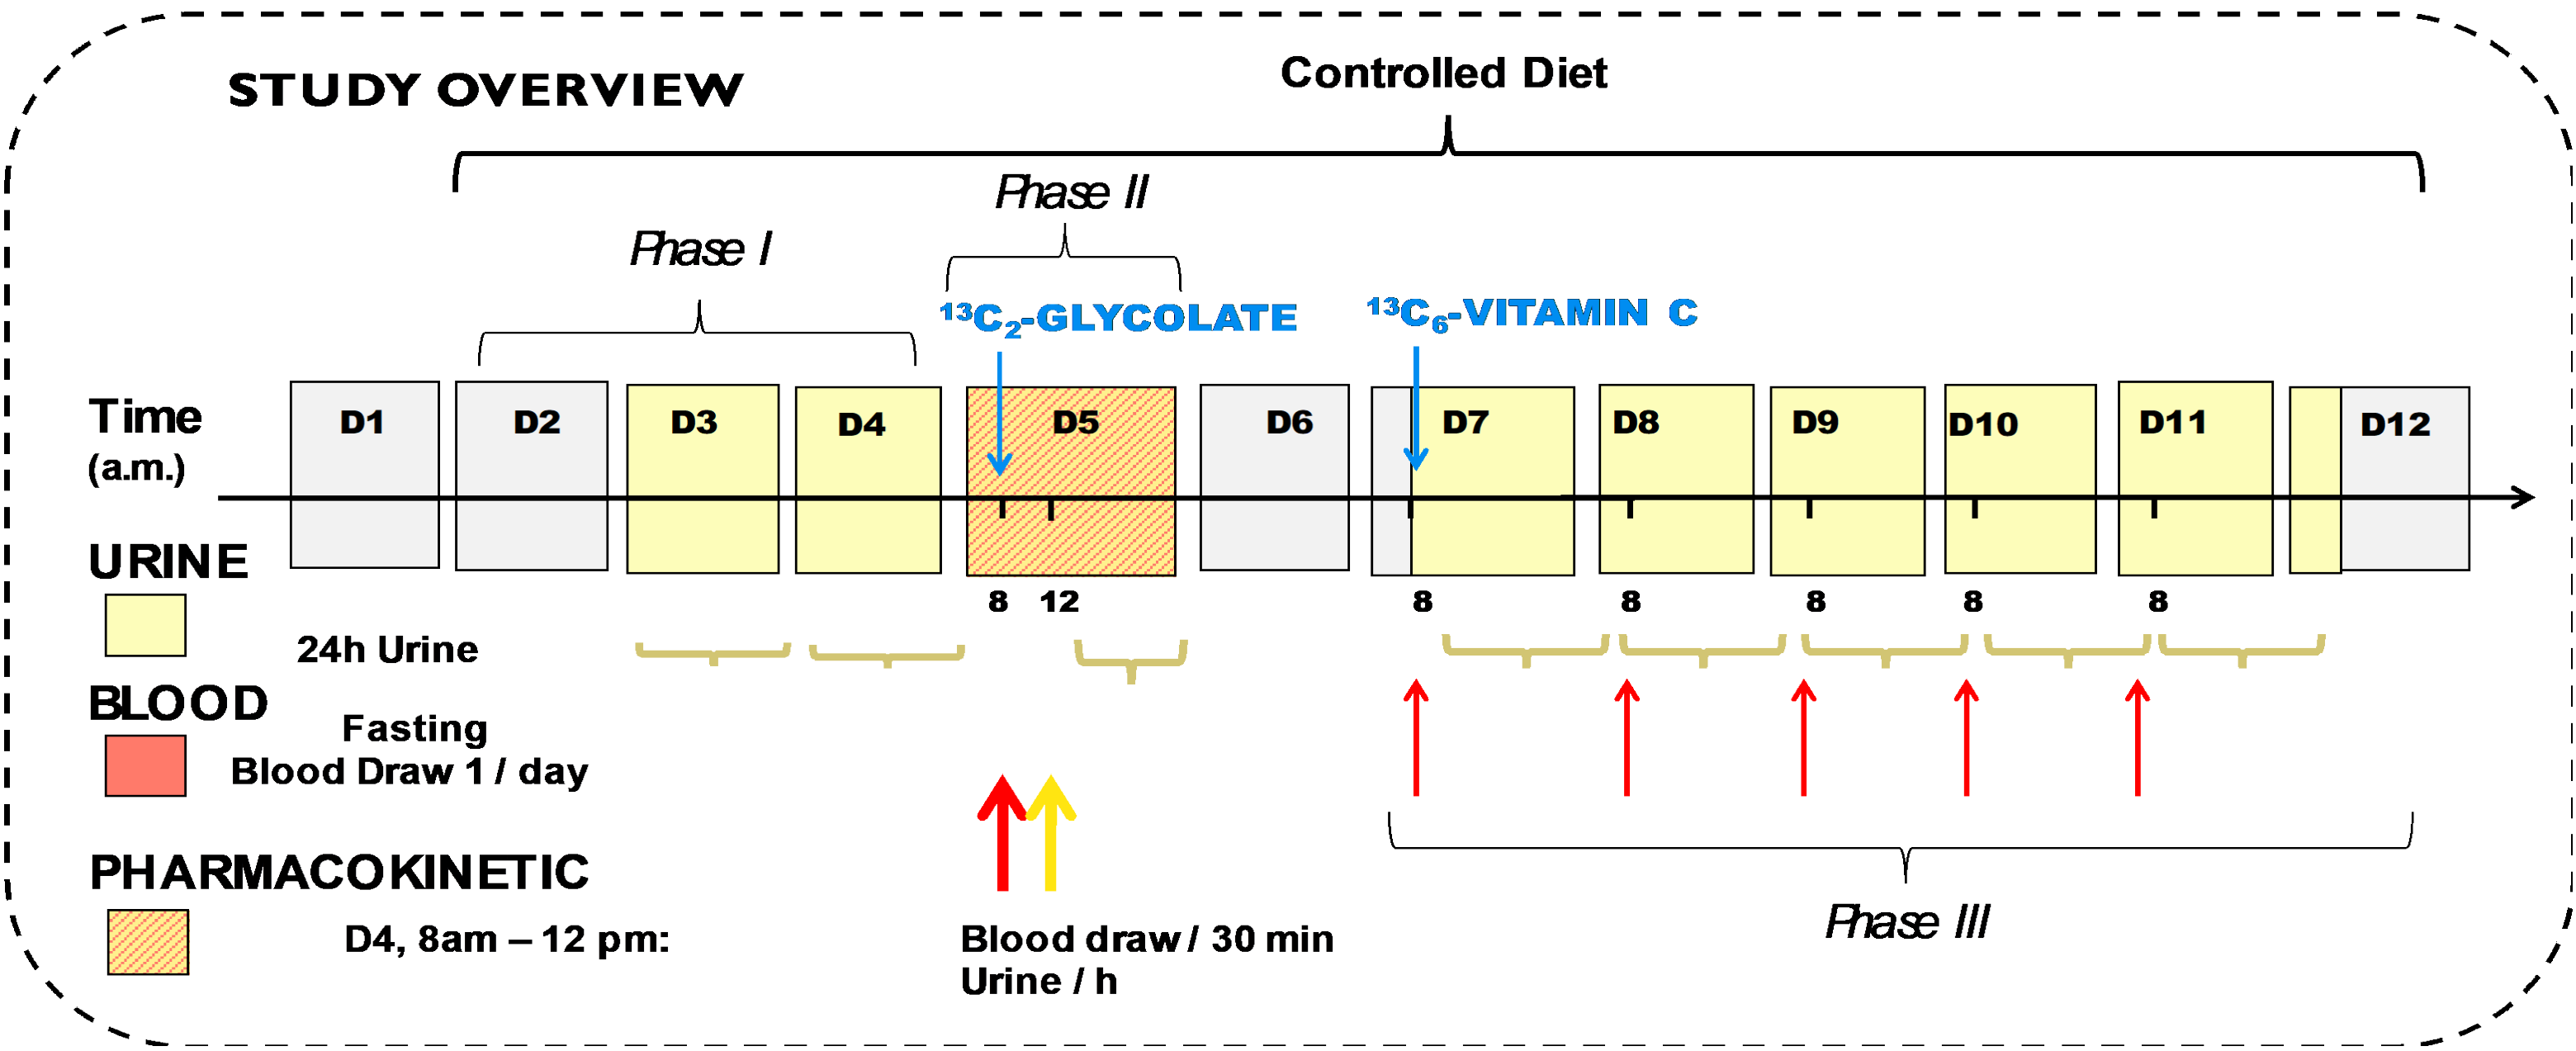 STUDY OVERVIEW
Controlled Diet
Phase II
Phase I
¹³C₂-GLYCOLATE
¹³C₆-VITAMIN C
Time
(a.m.)
D1 D2 D3 D4 D5 D6 D7 D8 D9 D10 D11 D12
8 12 8 8 8 8 8
URINE
24h Urine
BLOOD
Fasting
Blood Draw 1 / day
PHARMACOKINETIC
D4, 8am – 12 pm:
Blood draw / 30 min
Urine / h
Phase III